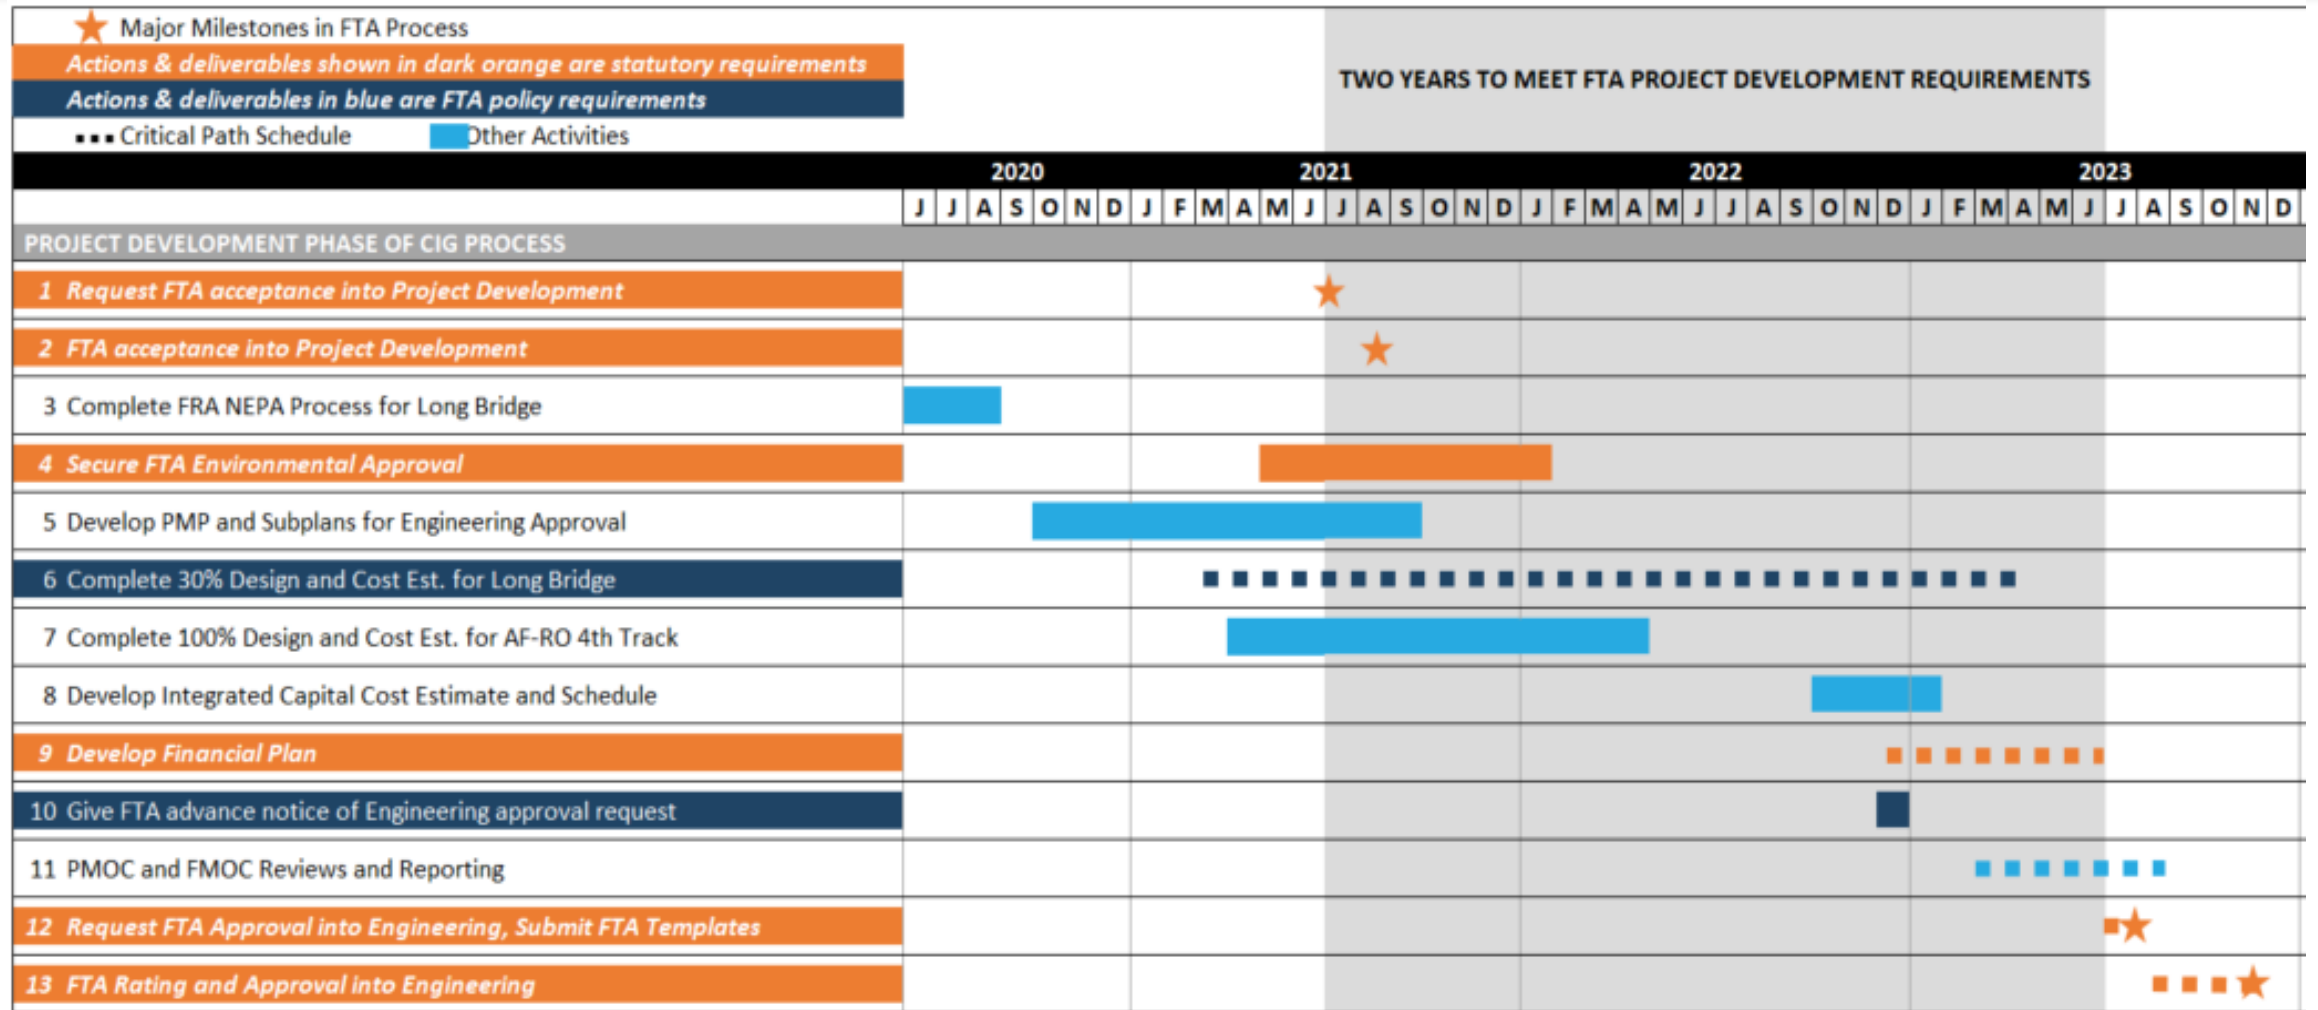 Major Milestones in FTA Process
Actions & deliverables shown in dark orange are statutory requirements
Actions & deliverables in blue are FTA policy requirements
Critical Path Schedule Other Activities
TWO YEARS TO MEET FTA PROJECT DEVELOPMENT REQUIREMENTS
2020 2021 2022 2023
J J A S O N D J F M A M J J A S O N D J F M A M J J A S O N D J F M A M J J A S O N D
PROJECT DEVELOPMENT PHASE OF CIG PROCESS
1 Request FTA acceptance into Project Development
2 FTA acceptance into Project Development
3 Complete FRA NEPA Process for Long Bridge
4 Secure FTA Environmental Approval
5 Develop PMP and Subplans for Engineering Approval
6 Complete 30% Design and Cost Est. for Long Bridge
7 Complete 100% Design and Cost Est. for AF-RO 4th Track
8 Develop Integrated Capital Cost Estimate and Schedule
9 Develop Financial Plan
10 Give FTA advance notice of Engineering approval request
11 PMOC and FMOC Reviews and Reporting
12 Request FTA Approval into Engineering, Submit FTA Templates
13 FTA Rating and Approval into Engineering